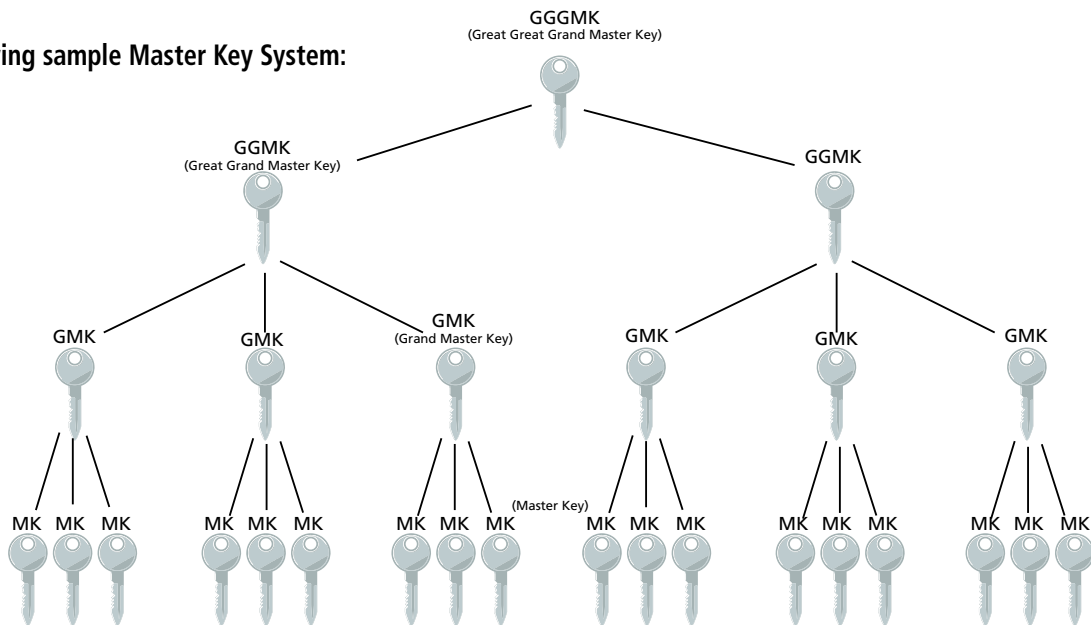 GGGMK
(Great Great Grand Master Key)
ing sample Master Key System:
GGMK
(Great Grand Master Key)
GGMK
GMK
GMK
GMK
(Grand Master Key)
GMK
GMK
GMK
(Master Key)
MK MK MK MK MK MK MK MK MK MK MK MK MK MK MK MK MK MK